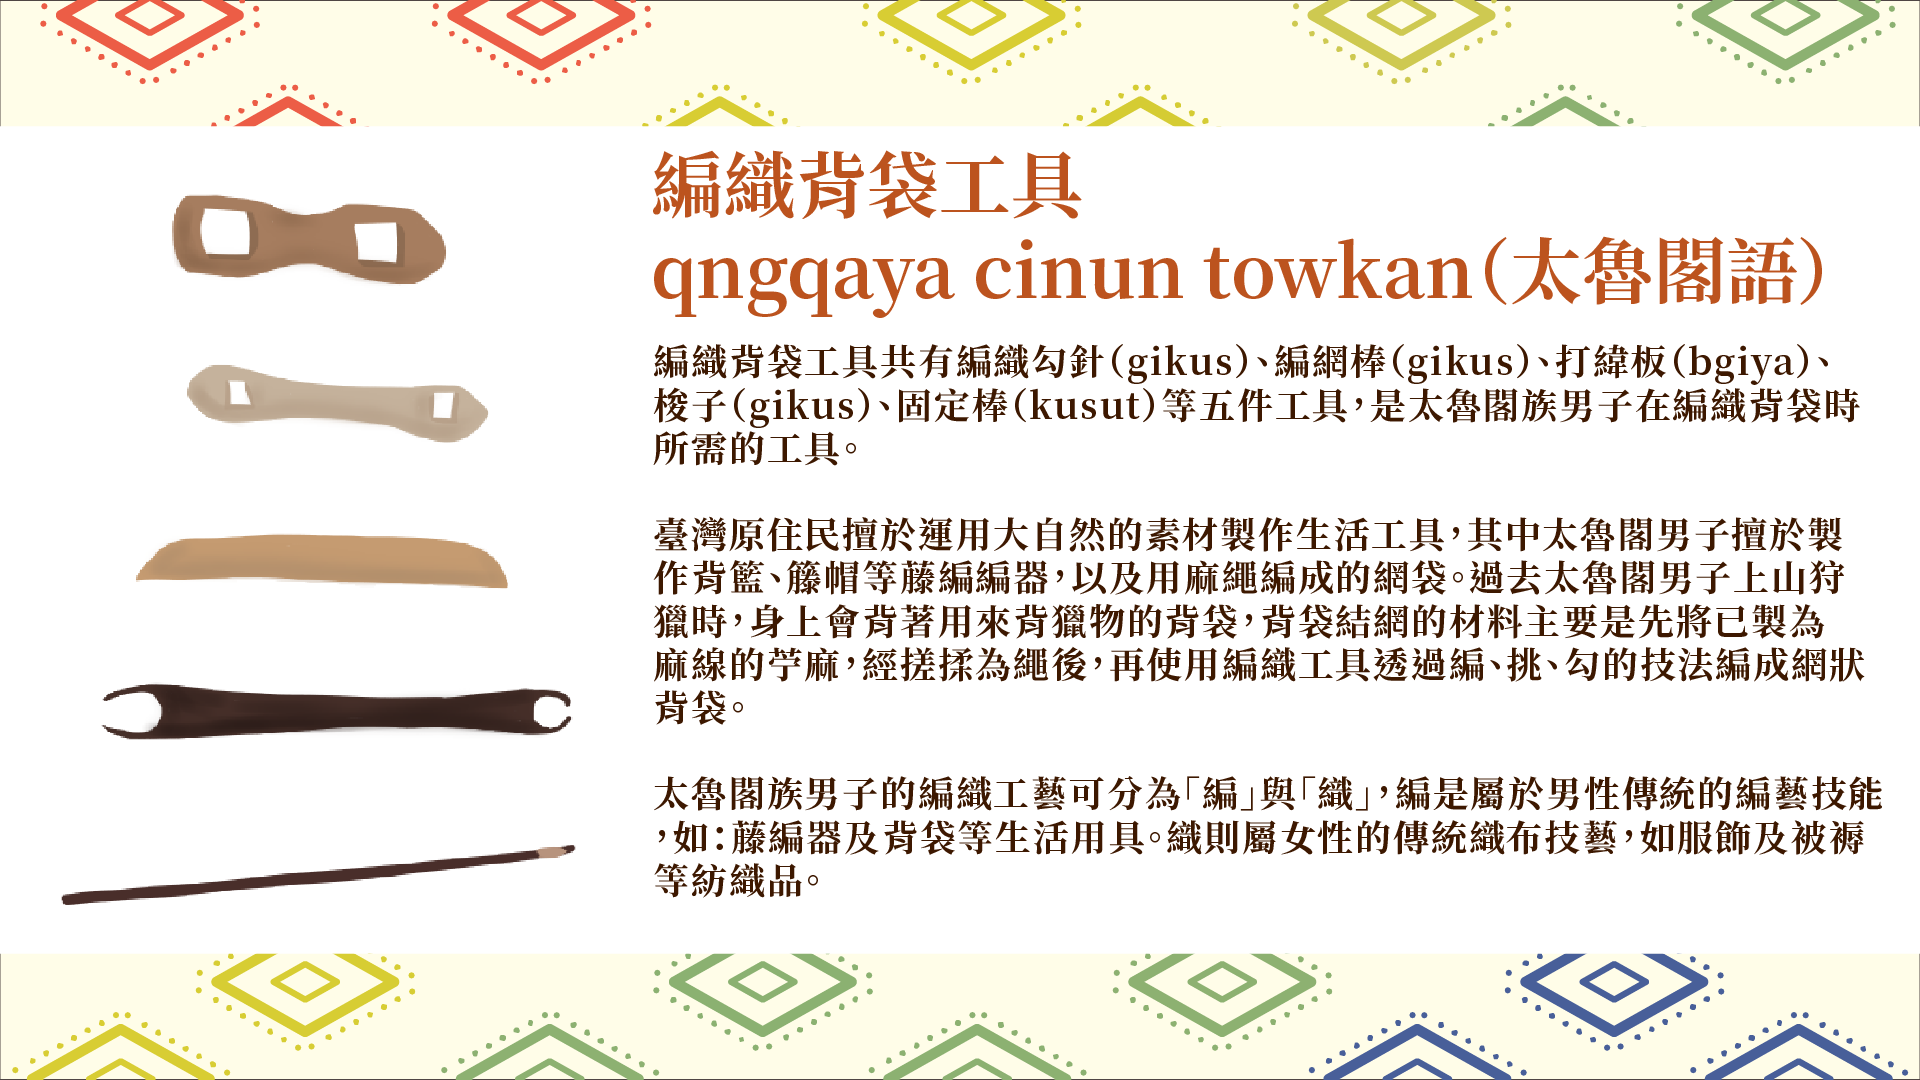 編織背袋工具
qngqaya cinun towkan(太魯閣語)
編織背袋工具共有編織勾針(gikus)、編網棒(gikus)、打緯板(bgiya)、
梭子(gikus)、固定棒(kusut)等五件工具,是太魯閣族男子在編織背袋時
所需的工具。
臺灣原住民擅於運用大自然的素材製作生活工具,其中太魯閣男子擅於製
作背籃、籐帽等藤編編器,以及用麻繩編成的網袋。過去太魯閣男子上山狩
獵時,身上會背著用來背獵物的背袋,背袋結網的材料主要是先將已製為
麻線的苧麻,經搓揉為繩後,再使用編織工具透過編、挑、勾的技法編成網狀
背袋。
太魯閣族男子的編織工藝可分為「編」與「織」,編是屬於男性傳統的編藝技能
,如:藤編器及背袋等生活用具。織則屬女性的傳統織布技藝,如服飾及被褥
等紡織品。